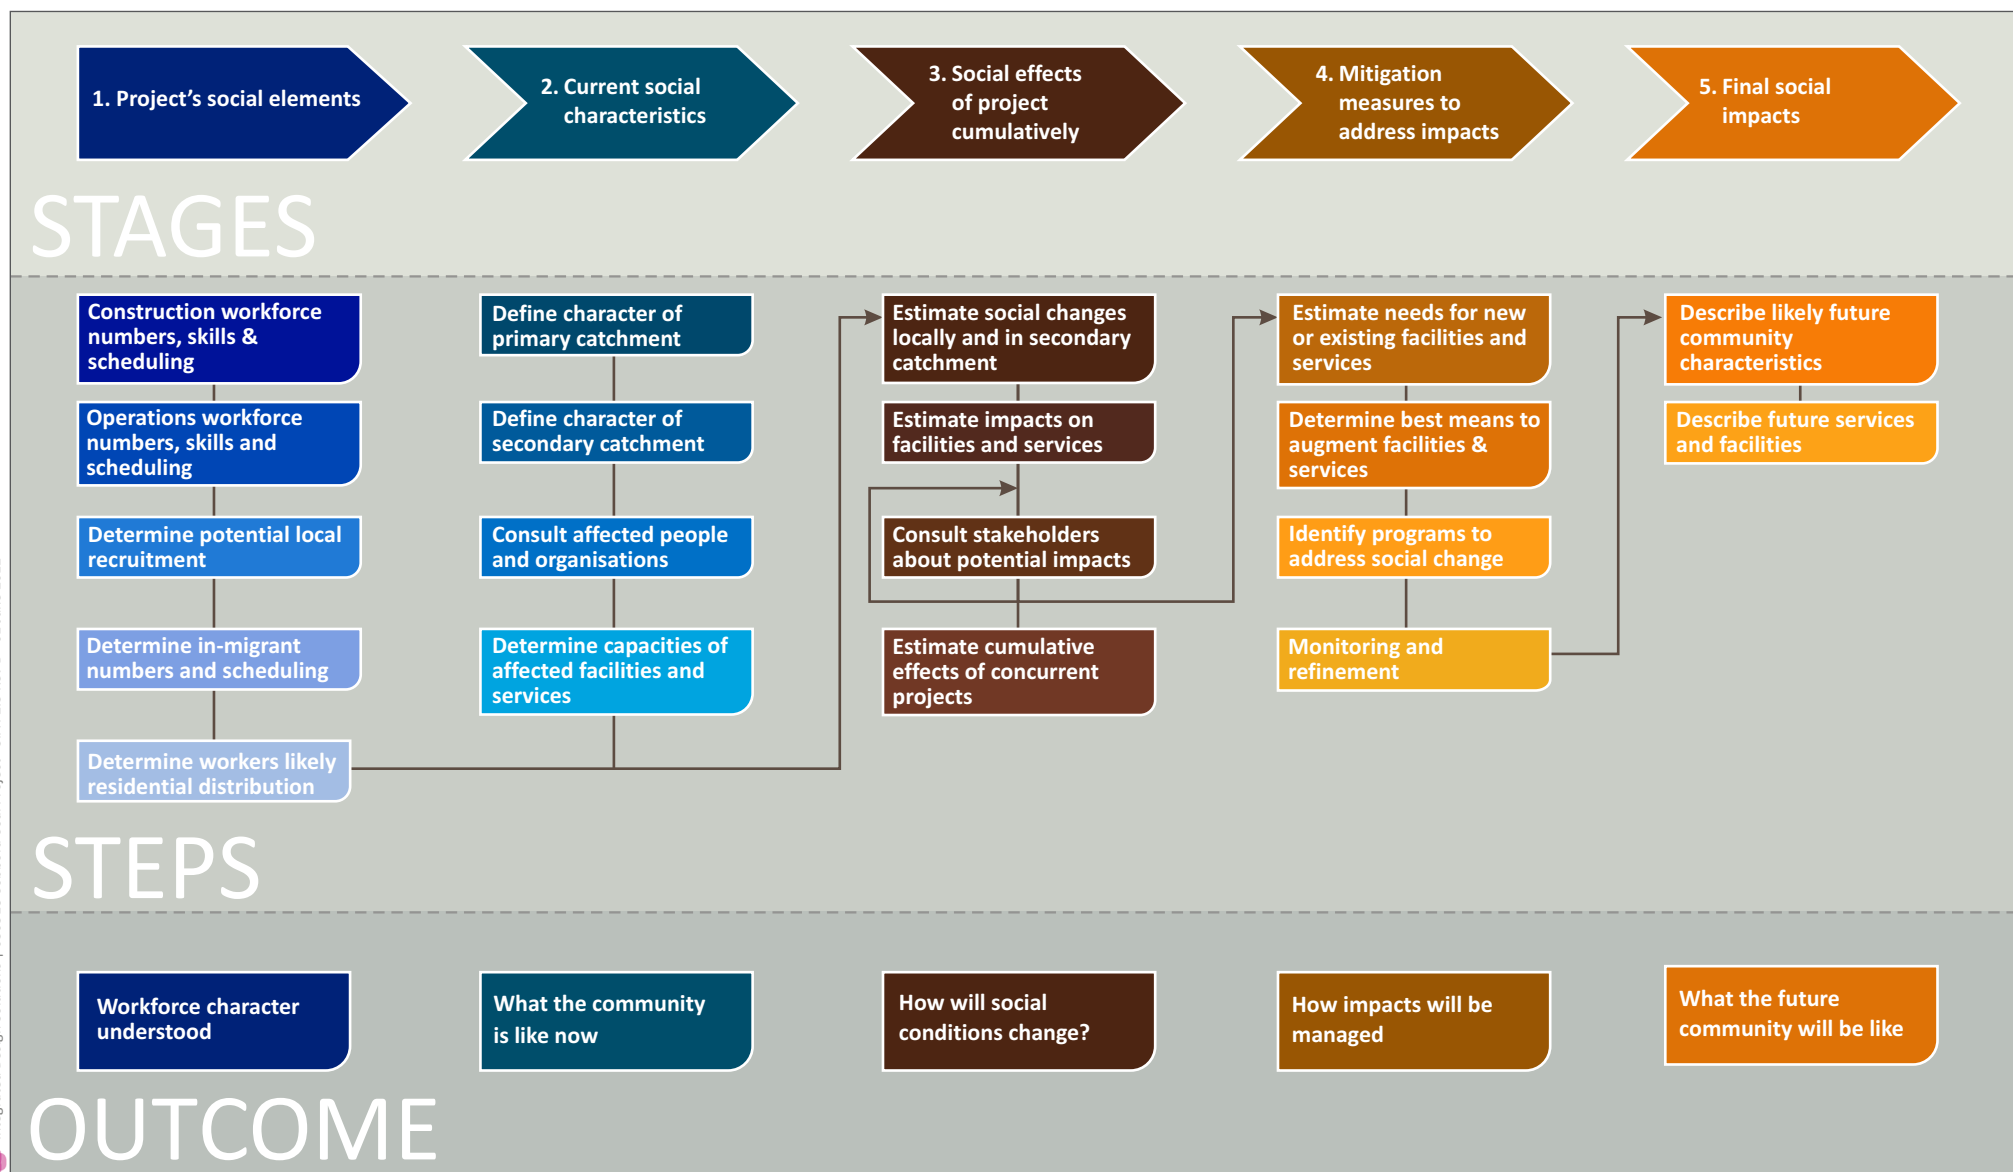 1. Project’s social elements
2. Current social
characteristics
3. Social effects
of project
cumulatively
4. Mitigation
measures to
address impacts
5. Final social
impacts
STAGES
Construction workforce
numbers, skills &
scheduling
Operations workforce
numbers, skills and
scheduling
Determine potential local
recruitment
Determine in-migrant
numbers and scheduling
Determine workers likely
residential distribution
Define character of
primary catchment
Define character of
secondary catchment
Consult affected people
and organisations
Determine capacities of
affected facilities and
services
Estimate social changes
locally and in secondary
catchment
Estimate impacts on
facilities and services
Consult stakeholders
about potential impacts
Estimate cumulative
effects of concurrent
projects
Estimate needs for new
or existing facilities and
services
Determine best means to
augment facilities &
services
Identify programs to
address social change
Monitoring and
refinement
Describe likely future
community
characteristics
Describe future services
and facilities
STEPS
Workforce character
understood
What the community
is like now
How will social
conditions change?
How impacts will be
managed
What the future
community will be like
OUTCOME